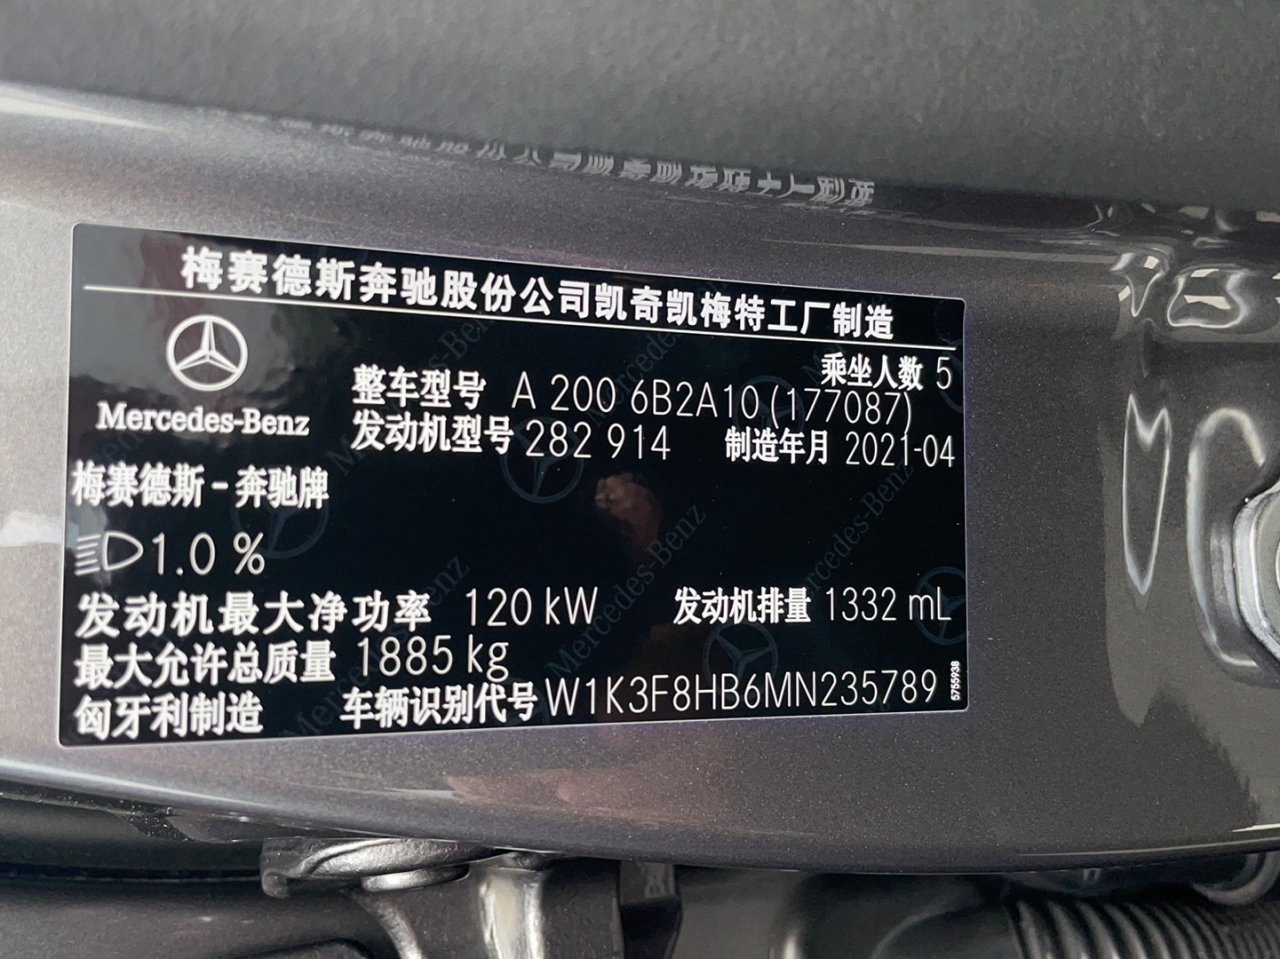 梅赛德斯奔驰股份公司凯奇凯梅特工厂制造
乘坐人数 5
Mercedes-Benz
整车型号 A 200 6B2A10 (177087)
发动机型号 282 914 制造年月 2021-04
梅赛德斯-奔驰牌
1.0 %
发动机最大净功率 120 kW 发动机排量 1332 mL
最大允许总质量 1885 kg
匈牙利制造 车辆识别代号 W1K3F8HB6MN235789
5755938